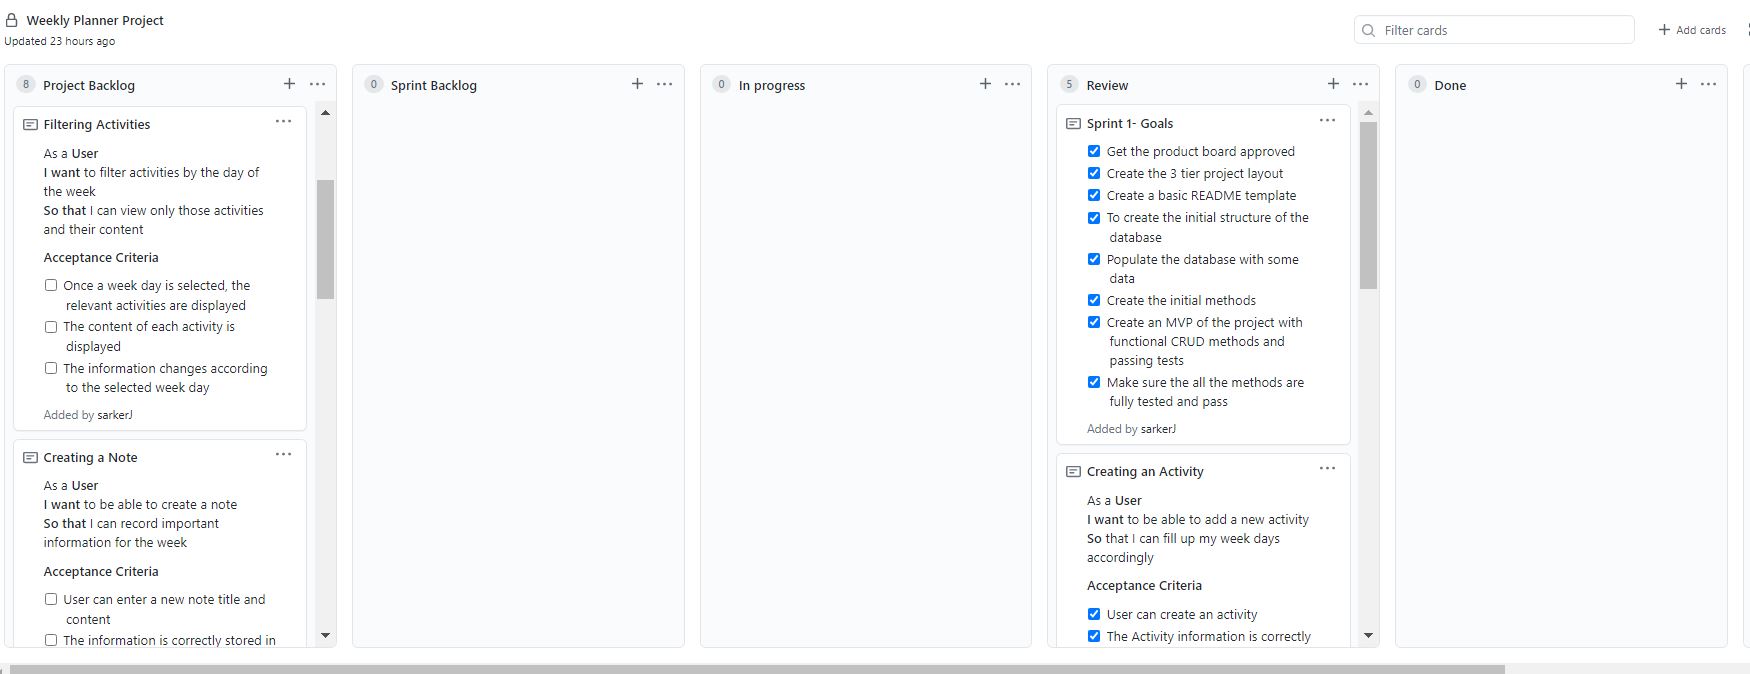 Weekly Planner Project
Updated 23 hours ago
Filter cards
Add cards
8 Project Backlog
Filtering Activities
As a User
I want to filter activities by the day of
the week
So that I can view only those activities
and their content
Acceptance Criteria
Once a week day is selected, the
relevant activities are displayed
The content of each activity is
displayed
The information changes according
to the selected week day
Added by sarkerJ
Creating a Note
As a User
I want to be able to create a note
So that I can record important
information for the week
Acceptance Criteria
User can enter a new note title and
content
The information is correctly stored in
0 Sprint Backlog
0 In progress
5 Review
Sprint 1- Goals
Get the product board approved
Create the 3 tier project layout
Create a basic README template
To create the initial structure of the
database
Populate the database with some
data
Create the initial methods
Create an MVP of the project with
functional CRUD methods and
passing tests
Make sure the all the methods are
fully tested and pass
Added by sarkerJ
Creating an Activity
As a User
I want to be able to add a new activity
So that I can fill up my week days
accordingly
Acceptance Criteria
User can create an activity
The Activity information is correctly
0 Done